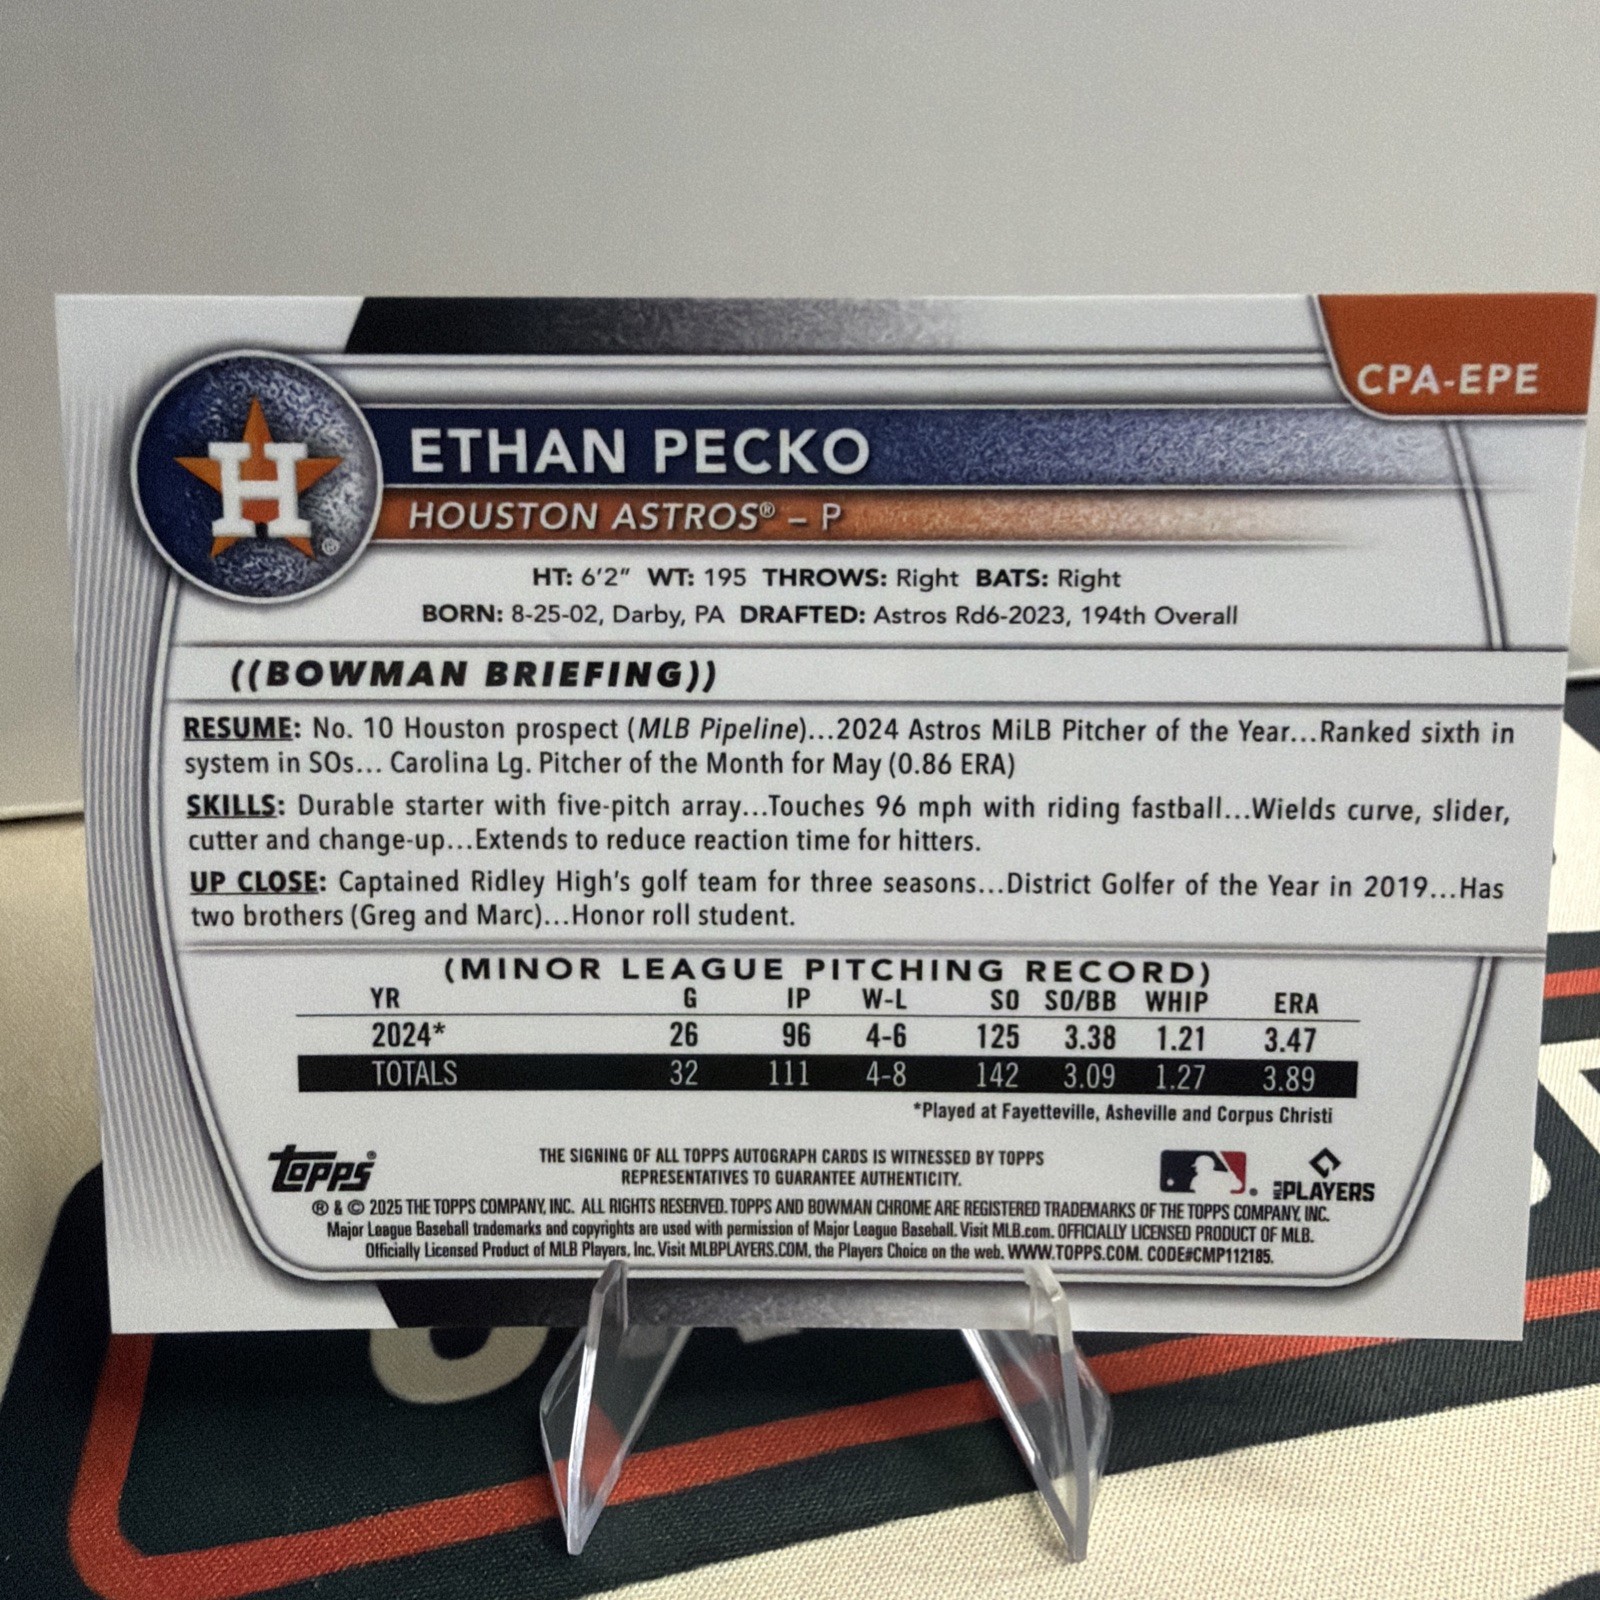 CPA-EPE
ETHAN PECKO
HOUSTON ASTROS® – P
H ®
HT: 6'2" WT: 195 THROWS: Right BATS: Right
BORN: 8-25-02, Darby, PA DRAFTED: Astros Rd6-2023, 194th Overall
((BOWMAN BRIEFING))
RESUME: No. 10 Houston prospect (MLB Pipeline)...2024 Astros MiLB Pitcher of the Year...Ranked sixth in
system in SOs... Carolina Lg. Pitcher of the Month for May (0.86 ERA)
SKILLS: Durable starter with five-pitch array...Touches 96 mph with riding fastball...Wields curve, slider,
cutter and change-up...Extends to reduce reaction time for hitters.
UP CLOSE: Captained Ridley High's golf team for three seasons...District Golfer of the Year in 2019...Has
two brothers (Greg and Marc)...Honor roll student.
(MINOR LEAGUE PITCHING RECORD)
YR G IP W-L SO SO/BB WHIP ERA
2024* 26 96 4-6 125 3.38 1.21 3.47
TOTALS 32 111 4-8 142 3.09 1.27 3.89
*Played at Fayetteville, Asheville and Corpus Christi
topps®
THE SIGNING OF ALL TOPPS AUTOGRAPH CARDS IS WITNESSED BY TOPPS
REPRESENTATIVES TO GUARANTEE AUTHENTICITY.
MLB PLAYERS
® & © 2025 THE TOPPS COMPANY, INC. ALL RIGHTS RESERVED. TOPPS AND BOWMAN CHROME ARE REGISTERED TRADEMARKS OF THE TOPPS COMPANY, INC.
Major League Baseball trademarks and copyrights are used with permission of Major League Baseball. Visit MLB.com. OFFICIALLY LICENSED PRODUCT OF MLB.
Officially Licensed Product of MLB Players, Inc. Visit MLBPLAYERS.COM, the Players Choice on the web. WWW.TOPPS.COM. CODE#CMP112185.